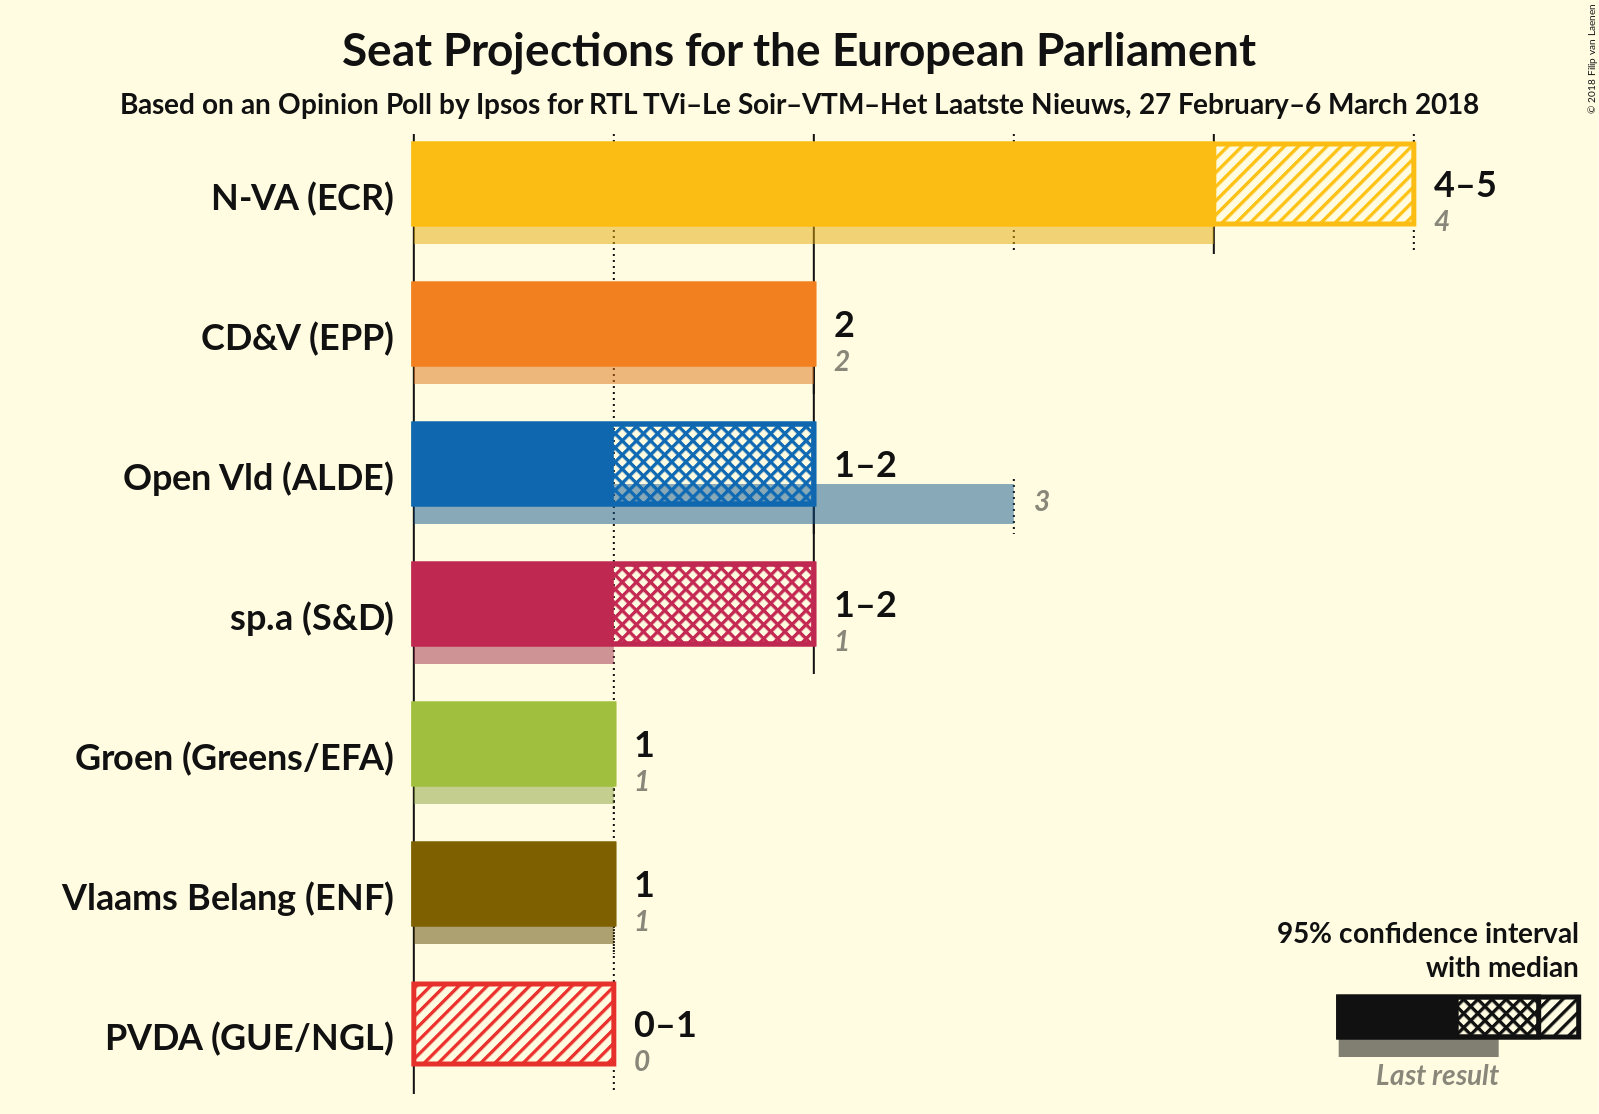 Seat Projections for the European Parliament
Based on an Opinion Poll by Ipsos for RTL TVi–Le Soir–VTM–Het Laatste Nieuws, 27 February–6 March 2018
© 2018 Filip van Laenen
N-VA (ECR)
4–5
4
CD&V (EPP)
2
2
Open Vld (ALDE)
1–2
3
sp.a (S&D)
1–2
1
Groen (Greens/EFA)
1
1
Vlaams Belang (ENF)
1
1
PVDA (GUE/NGL)
0–1
0
95% confidence interval
with median
Last result